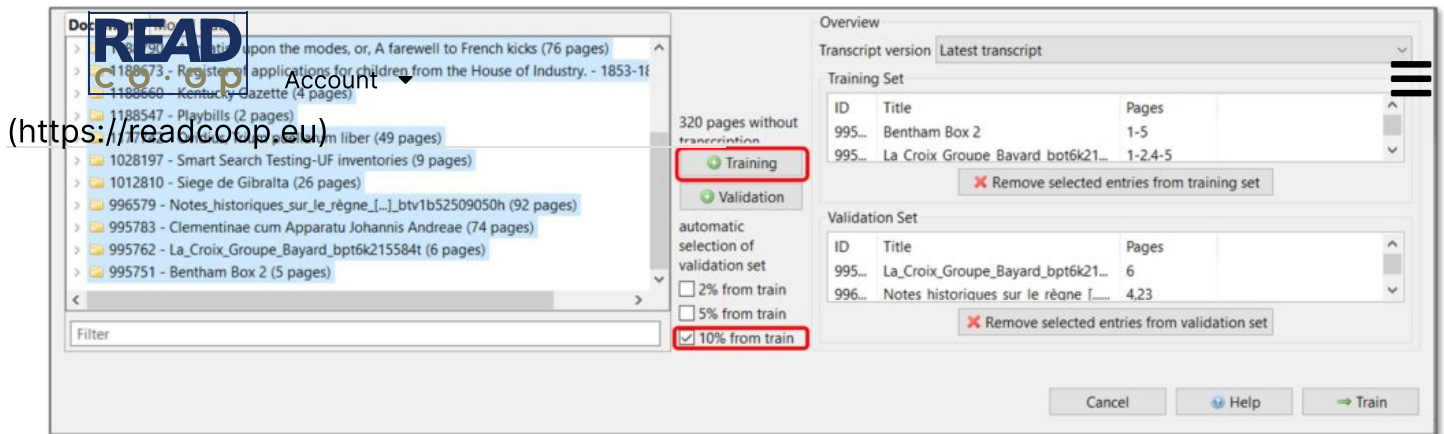 READ
co·op
Account
(https://readcoop.eu)
upon the modes, or, A farewell to French kicks (76 pages)
1188673 - Register of applications for children from the House of Industry. - 1853-18
1188660 - Kentucky Gazette (4 pages)
1188547 - Playbills (2 pages)
liber (49 pages)
1028197 - Smart Search Testing-UF inventories (9 pages)
1012810 - Siege de Gibralta (26 pages)
996579 - Notes_historiques_sur_le_règne_[...]_btv1b52509050h (92 pages)
995783 - Clementinae cum Apparatu Johannis Andreae (74 pages)
995762 - La_Croix_Groupe_Bayard_bpt6k215584t (6 pages)
995751 - Bentham Box 2 (5 pages)
Filter
320 pages without
transcription
Training
Validation
automatic
selection of
validation set
2% from train
5% from train
10% from train
Overview
Transcript version Latest transcript
Training Set
ID Title Pages
995... Bentham Box 2 1-5
995... La_Croix_Groupe_Bayard_bpt6k21... 1-2,4-5
Remove selected entries from training set
Validation Set
ID Title Pages
995... La_Croix_Groupe_Bayard_bpt6k21... 6
996... Notes_historiques_sur_le_règne_[...... 4,23
Remove selected entries from validation set
Cancel Help Train